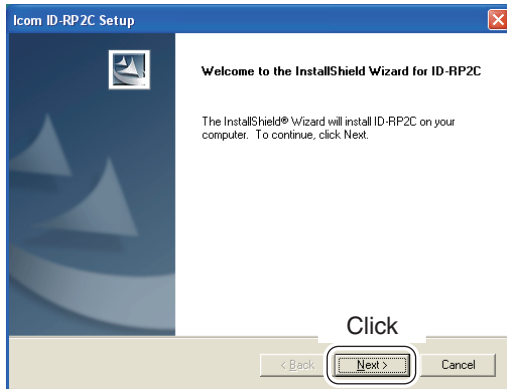 Icom ID-RP2C Setup
Welcome to the InstallShield Wizard for ID-RP2C
The InstallShield® Wizard will install ID-RP2C on your
computer. To continue, click Next.
Click
< Back
Next >
Cancel